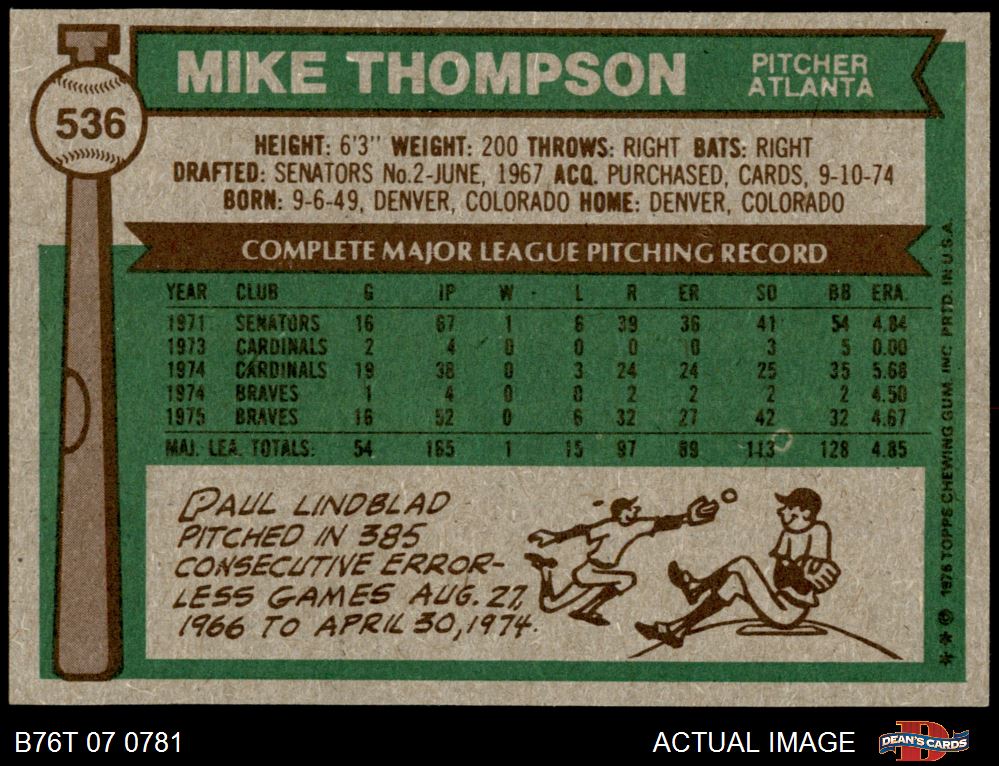 536
MIKE THOMPSON
PITCHER
ATLANTA
HEIGHT: 6'3" WEIGHT: 200 THROWS: RIGHT BATS: RIGHT
DRAFTED: SENATORS No.2-JUNE, 1967 ACQ. PURCHASED, CARDS, 9-10-74
BORN: 9-6-49, DENVER, COLORADO HOME: DENVER, COLORADO
COMPLETE MAJOR LEAGUE PITCHING RECORD
YEAR CLUB G IP W L R ER SO BB ERA.
1971 SENATORS 16 67 1 6 39 36 41 54 4.84
1973 CARDINALS 2 4 0 0 0 0 3 5 0.00
1974 CARDINALS 19 38 0 3 24 24 25 35 5.68
1974 BRAVES 1 4 0 0 2 2 2 2 4.50
1975 BRAVES 16 52 0 6 32 27 42 32 4.67
MAJ. LEA. TOTALS: 54 165 1 15 97 89 113 128 4.85
PAUL LINDBLAD
PITCHED IN 385
CONSECUTIVE ERROR-
LESS GAMES AUG. 27,
1966 TO APRIL 30, 1974.
** © 1976 TOPPS CHEWING GUM, INC. PRTD. IN U.S.A.
B76T 07 0781
ACTUAL IMAGE
D
DEAN'S CARDS